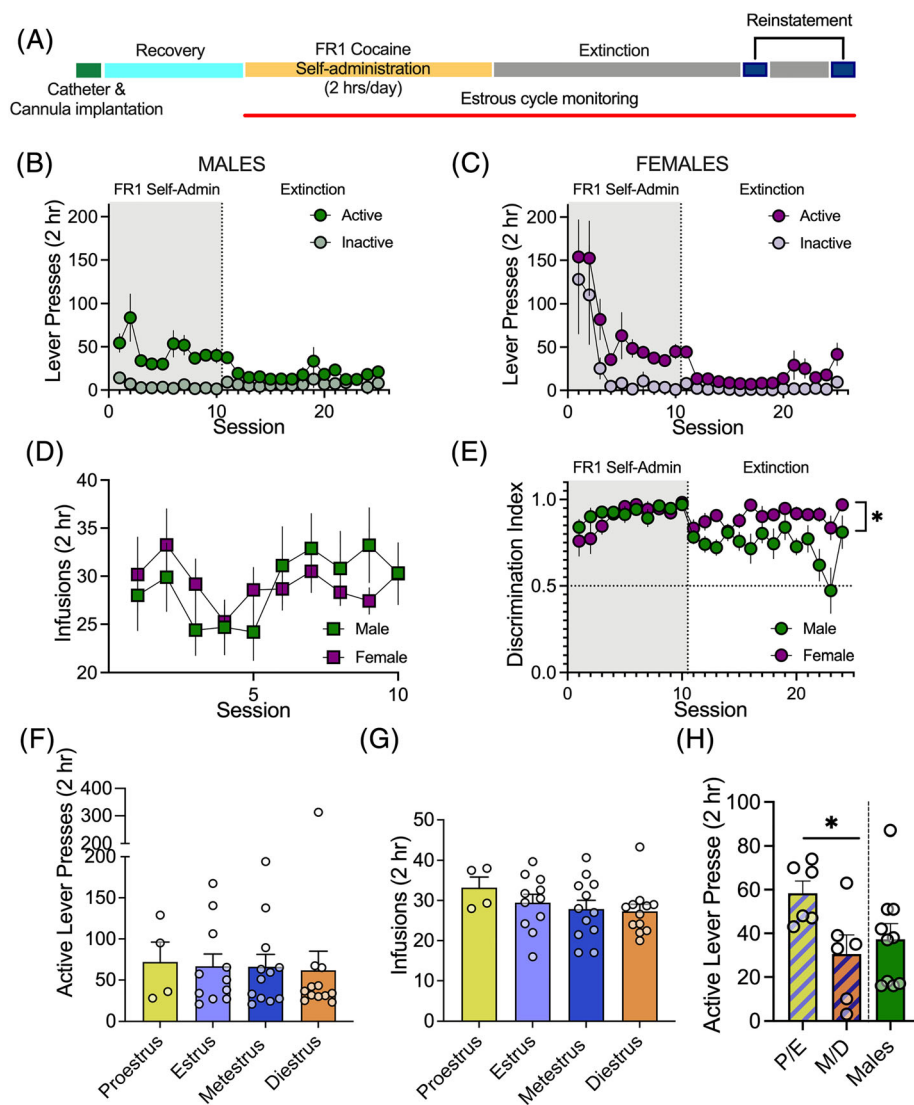 (A)
Reinstatement
Recovery
FR1 Cocaine
Self-administration
(2 hrs/day)
Extinction
Catheter &
Cannula implantation
Estrous cycle monitoring
(B)
MALES
FR1 Self-Admin
Extinction
200
150
100
50
0
Lever Presses (2 hr)
Active
Inactive
0
10
20
Session
(C)
FEMALES
FR1 Self-Admin
Extinction
200
150
100
50
0
Lever Presses (2 hr)
Active
Inactive
0
10
20
Session
(D)
40
35
30
25
20
Infusions (2 hr)
Male
Female
5
10
Session
(E)
FR1 Self-Admin
Extinction
1.0
0.5
0.0
Discrimination Index
*
Male
Female
0
10
20
Session
(F)
Active Lever Presses (2 hr)
400
300
200
200
150
100
50
0
Proestrus
Estrus
Metestrus
Diestrus
(G)
Infusions (2 hr)
50
40
30
20
10
0
Proestrus
Estrus
Metestrus
Diestrus
(H)
Active Lever Presse (2 hr)
80
60
40
20
0
*
P/E
M/D
Males